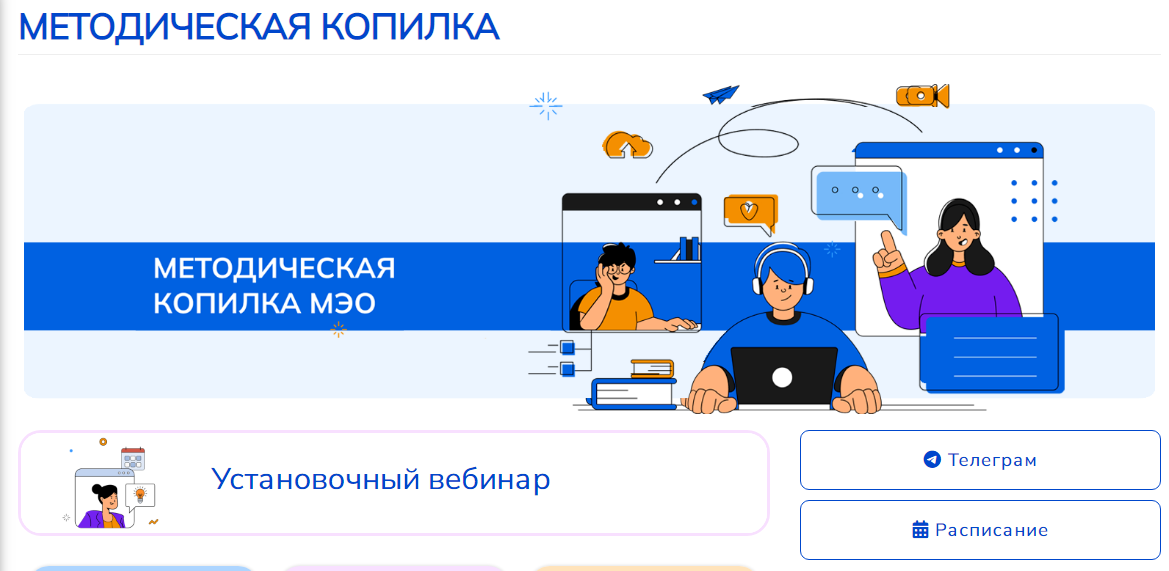 МЕТОДИЧЕСКАЯ КОПИЛКА
МЕТОДИЧЕСКАЯ
КОПИЛКА МЭО
Установочный вебинар
Телеграм
Расписание